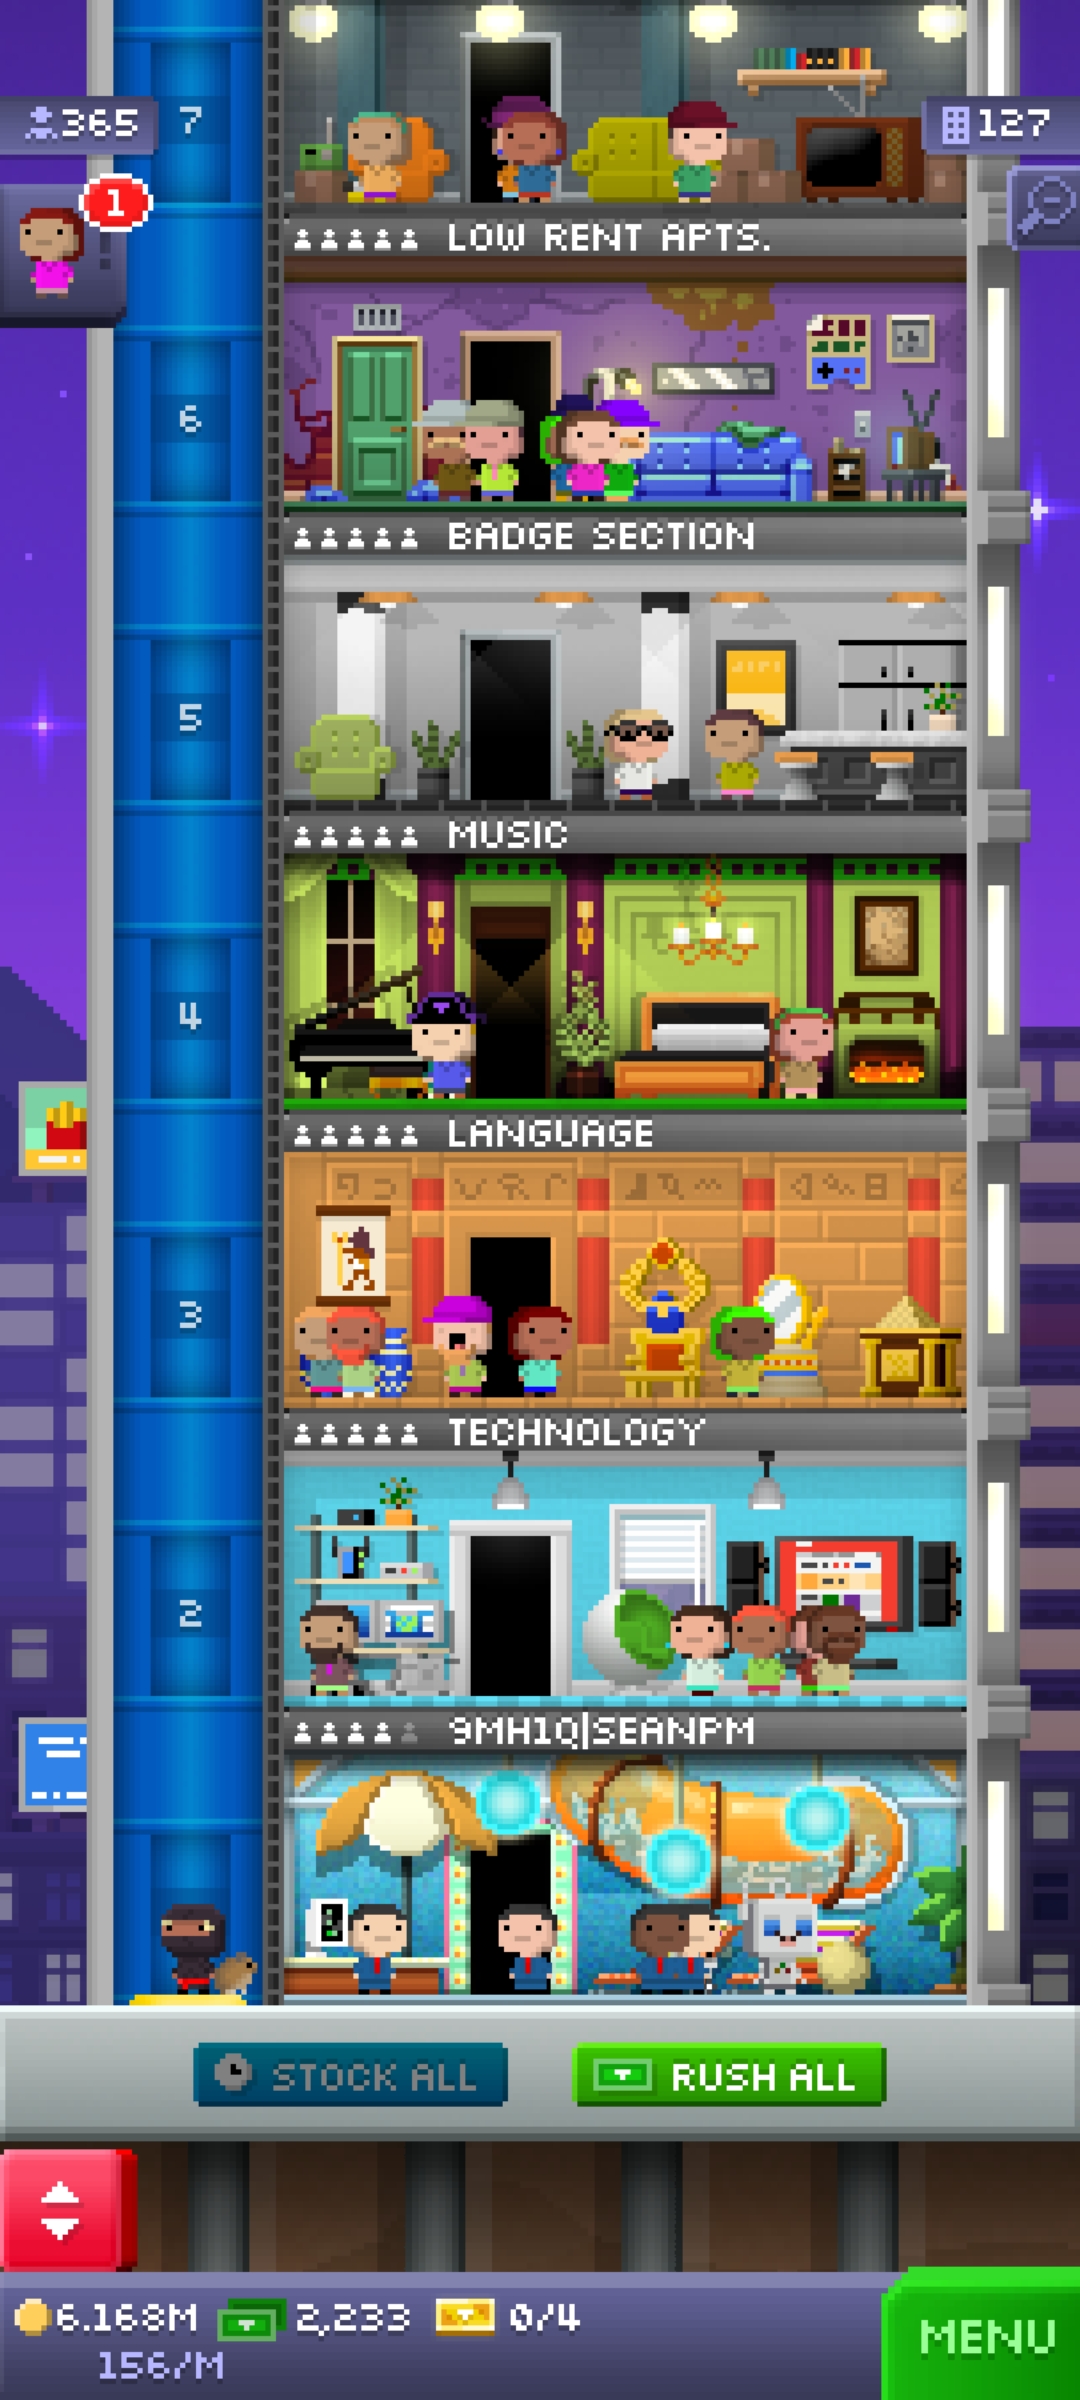 7
365
127
1
LOW RENT APTS.
6
BADGE SECTION
5
MUSIC
4
LANGUAGE
3
TECHNOLOGY
2
9MH1Q|SEANPM
STOCK ALL
RUSH ALL
6.168M
2,233
0/4
156/M
MENU